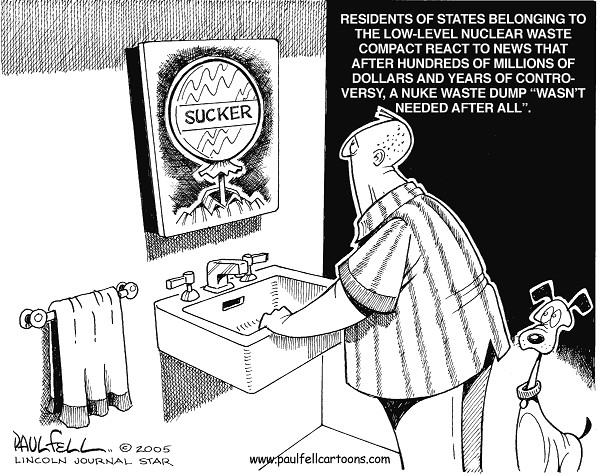 RESIDENTS OF STATES BELONGING TO
THE LOW-LEVEL NUCLEAR WASTE
COMPACT REACT TO NEWS THAT
AFTER HUNDREDS OF MILLIONS OF
DOLLARS AND YEARS OF CONTRO-
VERSY, A NUKE WASTE DUMP “WASN’T
NEEDED AFTER ALL”.
SUCKER
PAUL FELL © 2005
LINCOLN JOURNAL STAR
www.paulfellcartoons.com